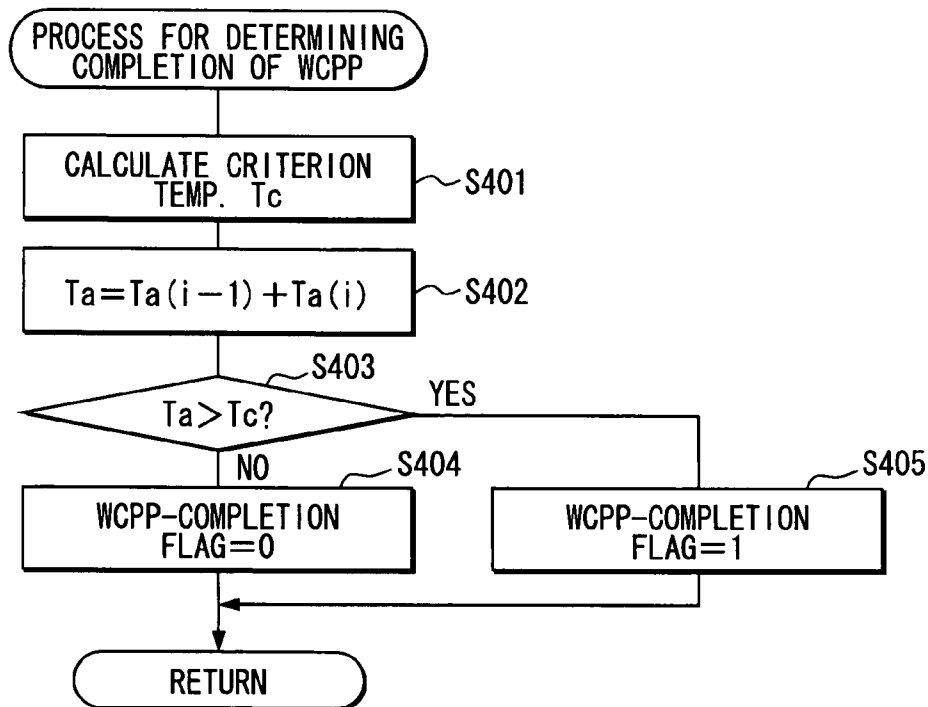 PROCESS FOR DETERMINING
COMPLETION OF WCPP
CALCULATE CRITERION
TEMP. Tc
S401
Ta=Ta(i-1)+Ta(i)
S402
S403
Ta>Tc?
YES
NO
S404
WCPP-COMPLETION
FLAG=0
S405
WCPP-COMPLETION
FLAG=1
RETURN